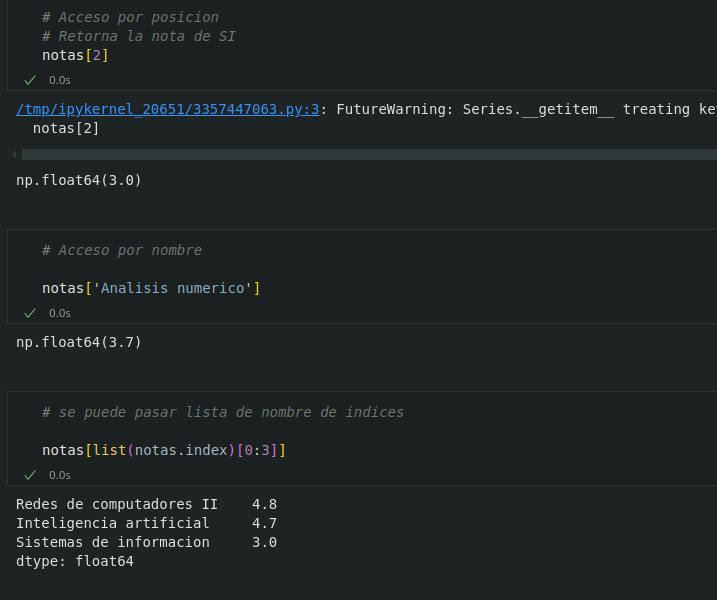 # Acceso por posicion
# Retorna la nota de SI
notas[2]
0.0s
/tmp/ipykernel_20651/3357447063.py:3: FutureWarning: Series.__getitem__ treating
notas[2]
np.float64(3.0)
# Acceso por nombre
notas['Analisis numerico']
0.0s
np.float64(3.7)
# se puede pasar lista de nombre de indices
notas[list(notas.index)[0:3]]
0.0s
Redes de computadores II    4.8
Inteligencia artificial     4.7
Sistemas de informacion     3.0
dtype: float64